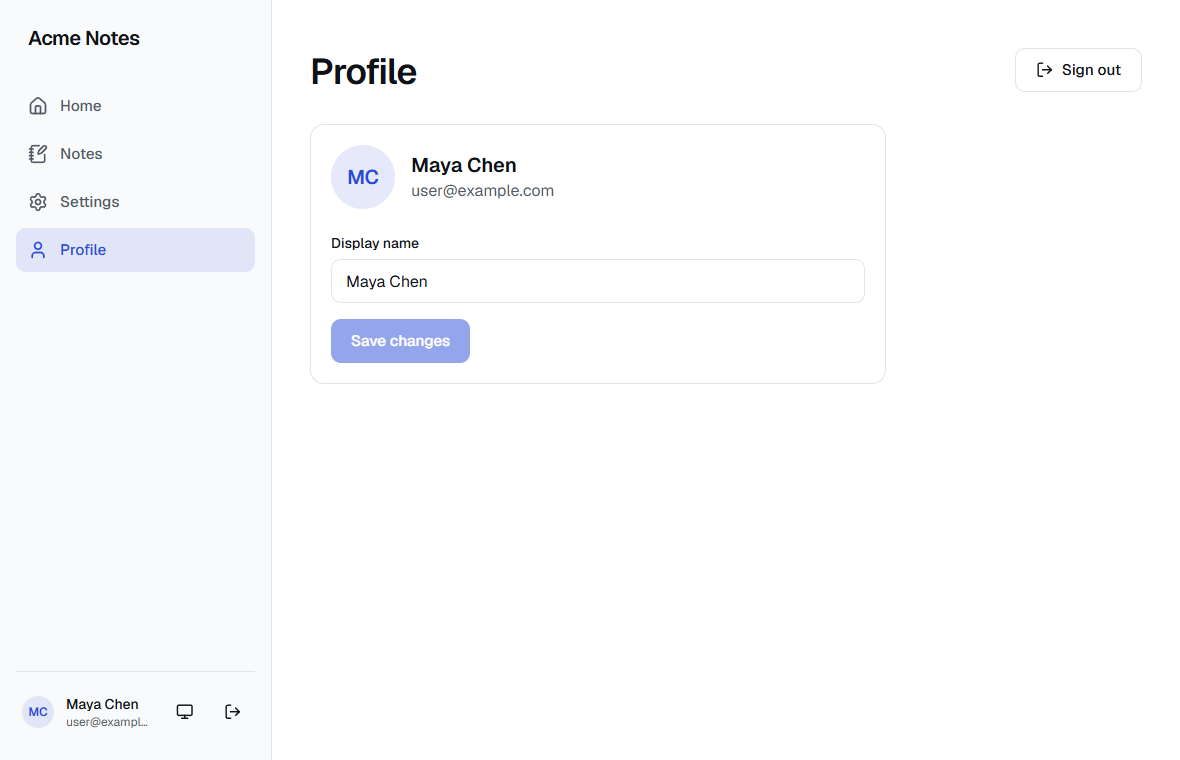 Acme Notes
Home
Notes
Settings
Profile
MC
Maya Chen
user@exampl...
Profile
Sign out
MC
Maya Chen
user@example.com
Display name
Maya Chen
Save changes